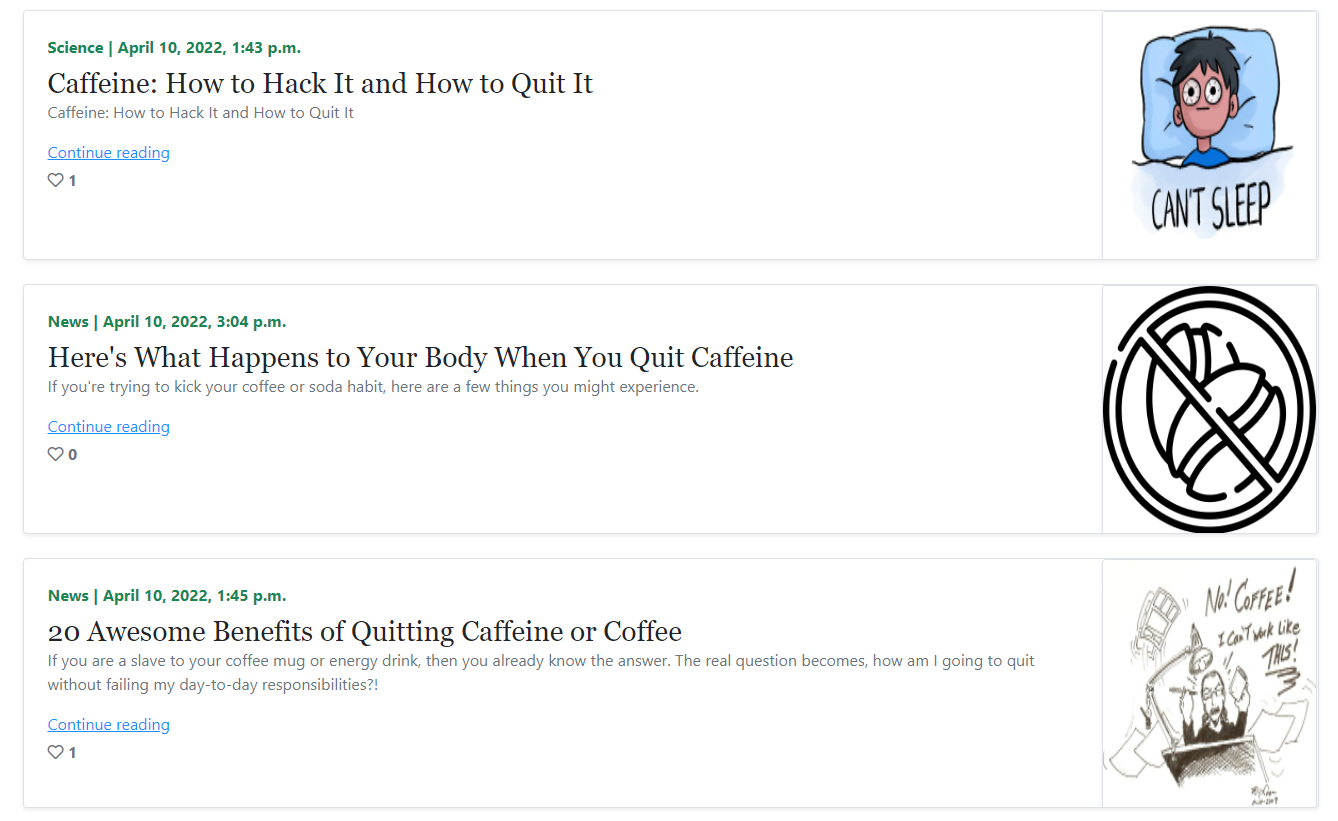 Science | April 10, 2022, 1:43 p.m.
Caffeine: How to Hack It and How to Quit It
Caffeine: How to Hack It and How to Quit It
Continue reading
1
CAN'T SLEEP
News | April 10, 2022, 3:04 p.m.
Here's What Happens to Your Body When You Quit Caffeine
If you're trying to kick your coffee or soda habit, here are a few things you might experience.
Continue reading
0
News | April 10, 2022, 1:45 p.m.
20 Awesome Benefits of Quitting Caffeine or Coffee
If you are a slave to your coffee mug or energy drink, then you already know the answer. The real question becomes, how am I going to quit
without failing my day-to-day responsibilities?!
Continue reading
1
No! COFFEE!
I CAN'T WORK LIKE
THIS!